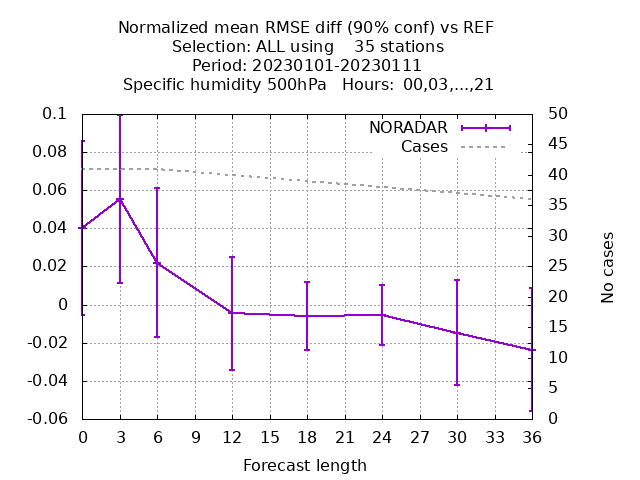 Normalized mean RMSE diff (90% conf) vs REF
Selection: ALL using    35 stations
Period: 20230101-20230111
Specific humidity 500hPa   Hours: 00,03,...,21
NORADAR
Cases
0.1
0.08
0.06
0.04
0.02
0
-0.02
-0.04
-0.06
50
45
40
35
30
25
20
15
10
5
0
No cases
0 3 6 9 12 15 18 21 24 27 30 33 36
Forecast length